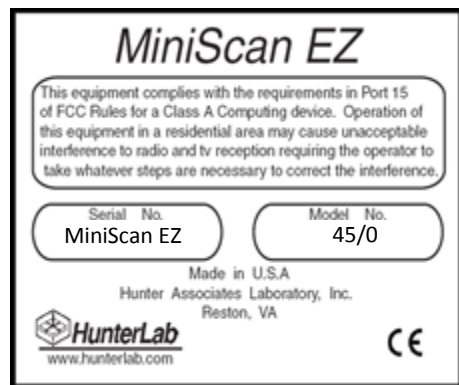 MiniScan EZ
This equipment complies with the requirements in Port 15
of FCC Rules for a Class A Computing device. Operation of
this equipment in a residential area may cause unacceptable
interference to radio and tv reception requiring the operator to
take whatever steps are necessary to correct the interference.
Serial No.
MiniScan EZ
Model No.
45/0
Made in U.S.A
Hunter Associates Laboratory, Inc.
Reston, VA
HunterLab
www.hunterlab.com
CE